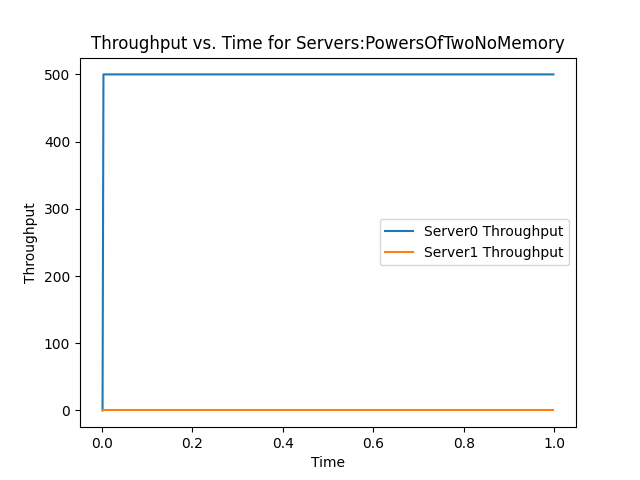 Throughput vs. Time for Servers:PowersOfTwoNoMemory
500
400
300
200
100
0
Throughput
Server0 Throughput
Server1 Throughput
0.0 0.2 0.4 0.6 0.8 1.0
Time